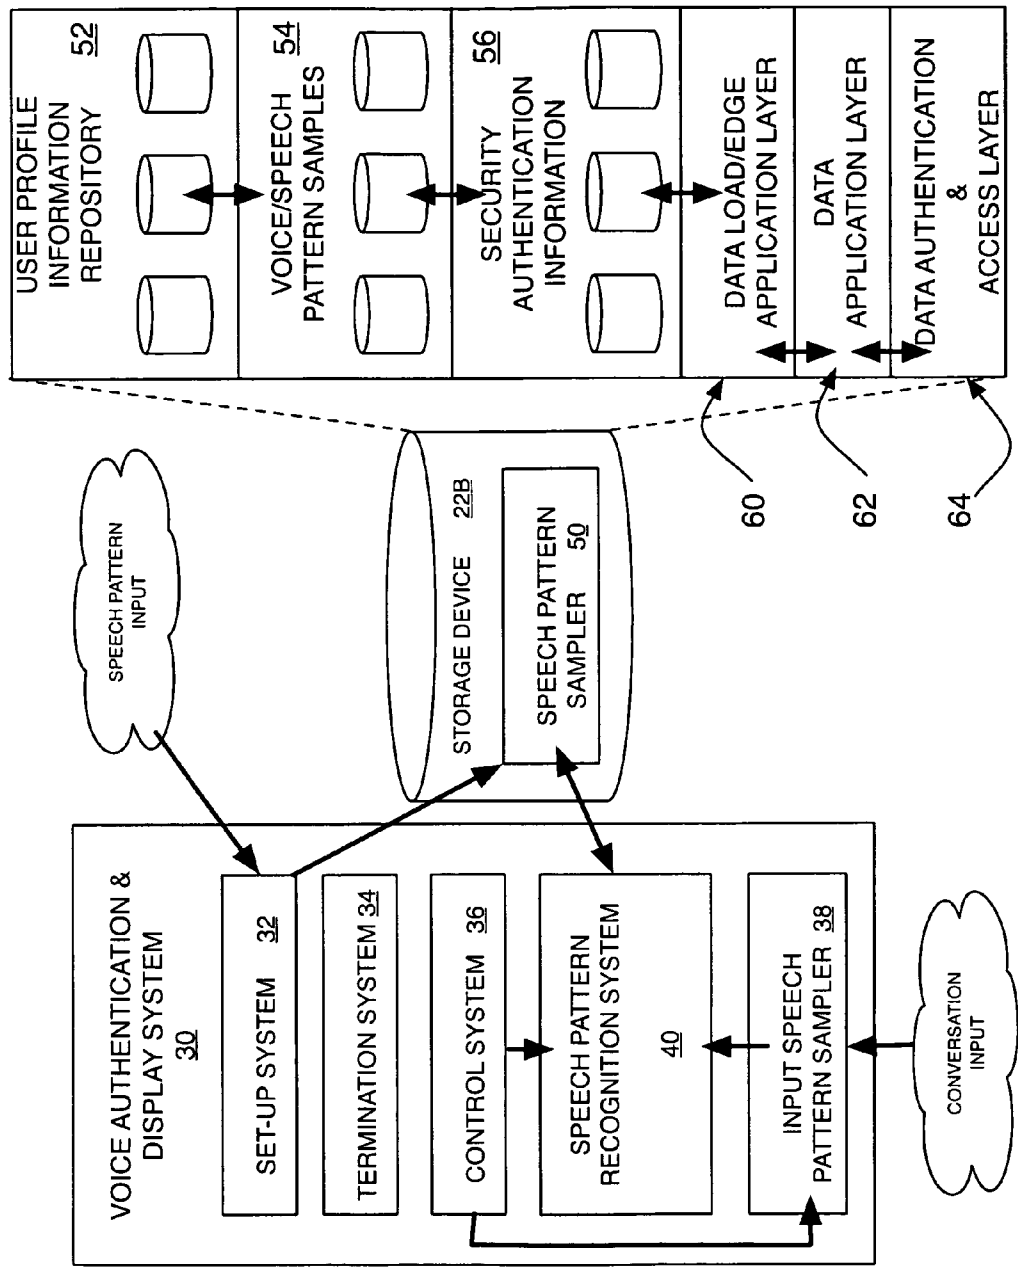 VOICE AUTHENTICATION &
DISPLAY SYSTEM
30
SET-UP SYSTEM 32
TERMINATION SYSTEM 34
CONTROL SYSTEM 36
SPEECH PATTERN
RECOGNITION SYSTEM
40
INPUT SPEECH
PATTERN SAMPLER 38
CONVERSATION
INPUT
SPEECH PATTERN
INPUT
STORAGE DEVICE 22B
SPEECH PATTERN
SAMPLER 50
USER PROFILE
INFORMATION
REPOSITORY
52
VOICE/SPEECH
PATTERN SAMPLES
54
SECURITY
AUTHENTICATION
INFORMATION
56
DATA LOAD/EDGE
APPLICATION LAYER
DATA
APPLICATION LAYER
DATA AUTHENTICATION
&
ACCESS LAYER
60
62
64